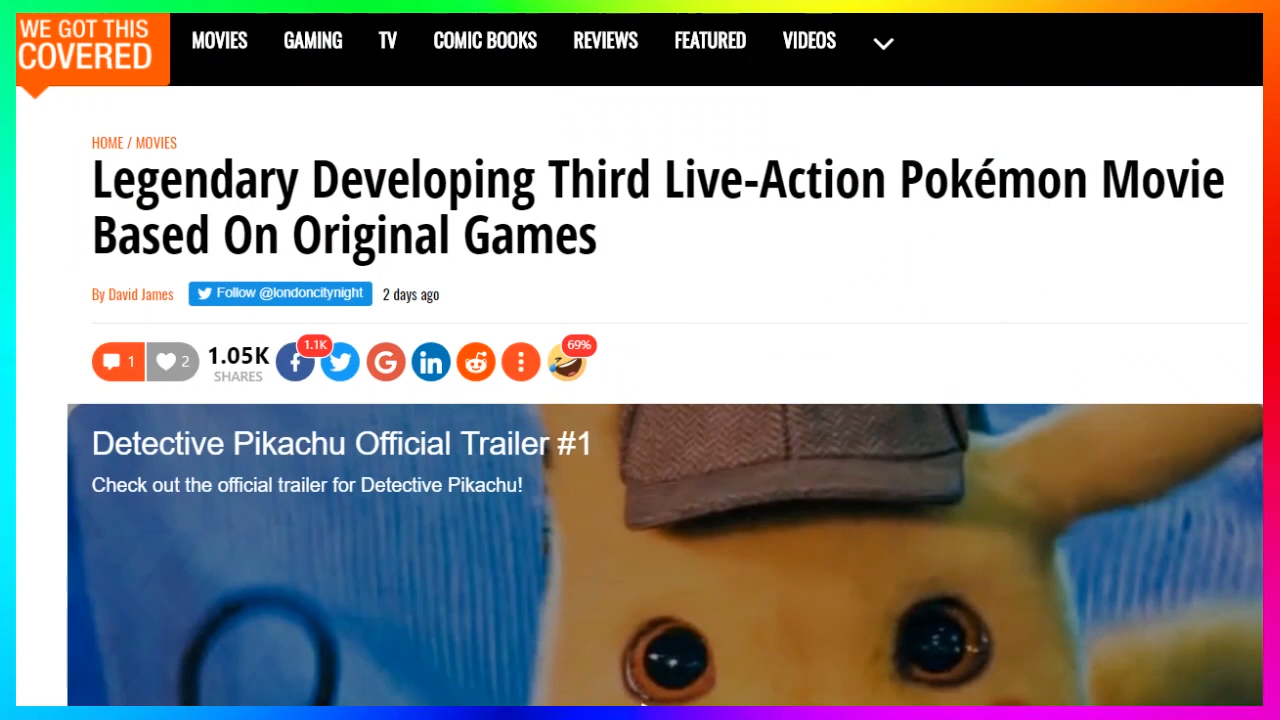 WE GOT THIS
COVERED
MOVIES GAMING TV COMIC BOOKS REVIEWS FEATURED VIDEOS
HOME / MOVIES
Legendary Developing Third Live-Action Pokémon Movie
Based On Original Games
By David James Follow @londoncitynight 2 days ago
1 2 1.05K 1.1K 69%
SHARES
Detective Pikachu Official Trailer #1
Check out the official trailer for Detective Pikachu!